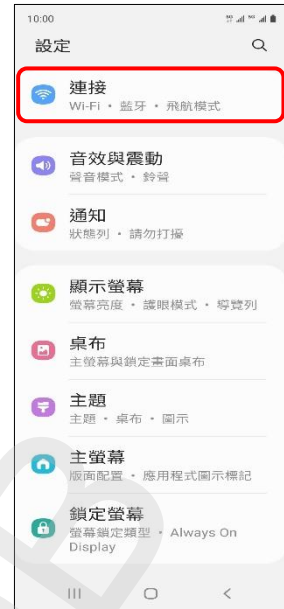 10:00
設定
連接
Wi-Fi • 藍牙 • 飛航模式
音效與震動
聲音模式 • 鈴聲
通知
狀態列 • 請勿打擾
顯示螢幕
螢幕亮度 • 護眼模式 • 導覽列
桌布
主螢幕與鎖定畫面桌布
主題
主題 • 桌布 • 圖示
主螢幕
版面配置 • 應用程式圖示標記
鎖定螢幕
螢幕鎖定類型 • Always On
Display